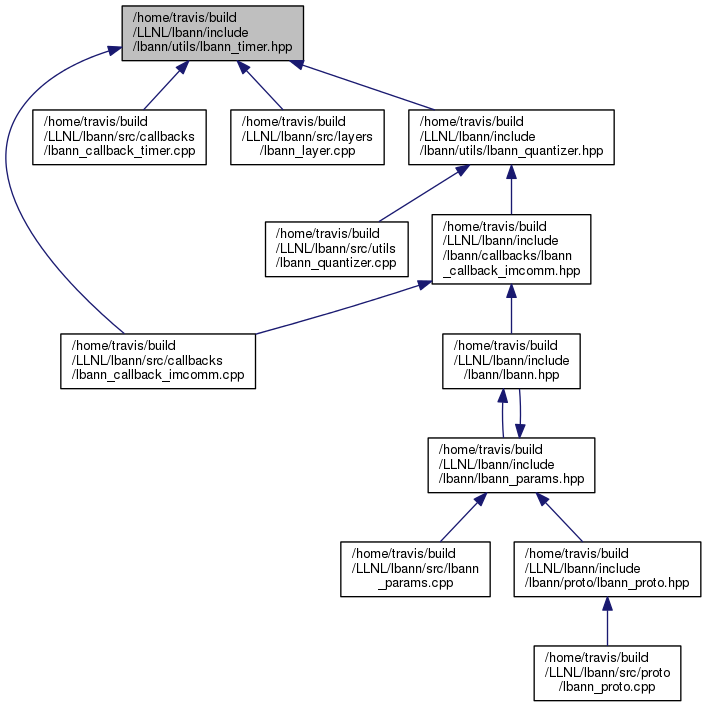 /home/travis/build
/LLNL/lbann/include
/lbann/utils/lbann_timer.hpp
/home/travis/build
/LLNL/lbann/src/callbacks
/lbann_callback_timer.cpp
/home/travis/build
/LLNL/lbann/src/layers
/lbann_layer.cpp
/home/travis/build
/LLNL/lbann/include
/lbann/utils/lbann_quantizer.hpp
/home/travis/build
/LLNL/lbann/src/utils
/lbann_quantizer.cpp
/home/travis/build
/LLNL/lbann/include
/lbann/callbacks/lbann
_callback_imcomm.hpp
/home/travis/build
/LLNL/lbann/src/callbacks
/lbann_callback_imcomm.cpp
/home/travis/build
/LLNL/lbann/include
/lbann/lbann.hpp
/home/travis/build
/LLNL/lbann/include
/lbann/lbann_params.hpp
/home/travis/build
/LLNL/lbann/src/lbann
_params.cpp
/home/travis/build
/LLNL/lbann/include
/lbann/proto/lbann_proto.hpp
/home/travis/build
/LLNL/lbann/src/proto
/lbann_proto.cpp